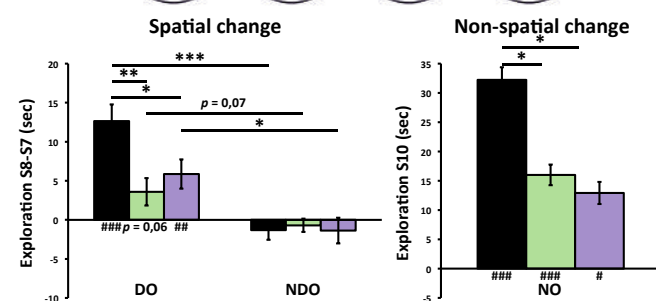 Spatial change
Non-spatial change
Exploration S8-S7 (sec)
20
15
10
5
0
-5
-10
***
**
*
p = 0,07
*
### p = 0,06 ##
DO
NDO
Exploration S10 (sec)
35
30
25
20
15
10
5
0
-5
*
*
### ### #
NO